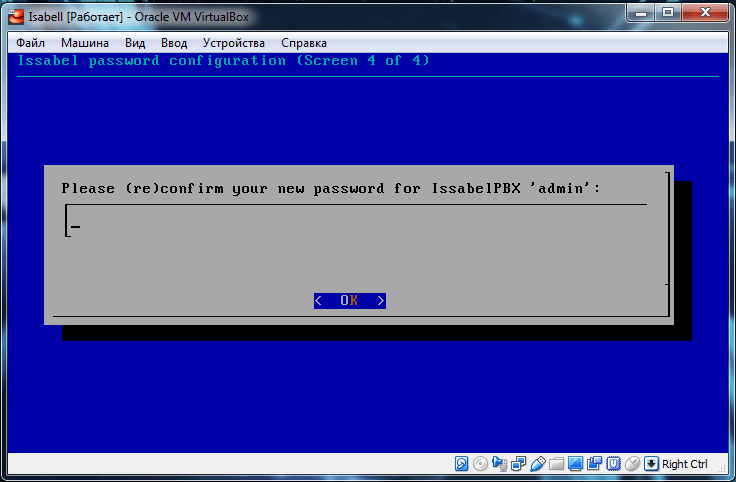 Isabell [Работает] - Oracle VM VirtualBox
Файл Машина Вид Ввод Устройства Справка
Issabel password configuration (Screen 4 of 4)
Please (re)confirm your new password for IssabelPBX 'admin':
< OK >
Right Ctrl